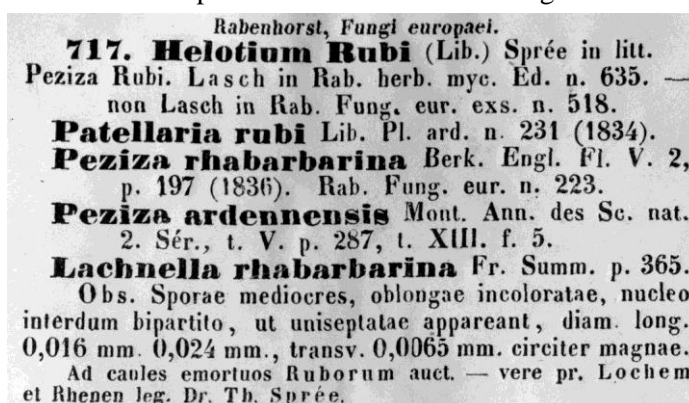 Rabenhorst, Fungi europaei.
717. Helotium Rubi (Lib.) Sprée in litt.
Peziza Rubi. Lasch in Rab. herb. myc. Ed. n. 635. —
non Lasch in Rab. Fung. eur. exs. n. 518.
Patellaria rubi Lib. Pl. ard. n. 231 (1834).
Peziza rhabarbarina Berk. Engl. Fl. V. 2,
p. 197 (1836). Rab. Fung. eur. n. 223.
Peziza ardennensis Mont. Ann. des Sc. nat.
2. Sér., t. V. p. 287, t. XIII. f. 5.
Lachnella rhabarbarina Fr. Summ. p. 365.
Obs. Sporae mediocres, oblongae incoloratae, nucleo
interdum bipartito, ut uniseptatae appareant, diam. long.
0,016 mm. 0,024 mm., transv. 0,0065 mm. circiter magnae.
Ad caules emortuos Ruborum auct. — vere pr. Lochem
et Rhenen leg. Dr. Th. Sprée.